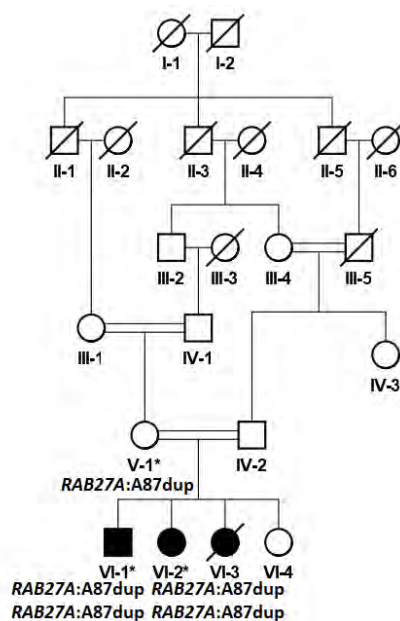 I-1 I-2
II-1 II-2 II-3 II-4 II-5 II-6
III-2 III-3 III-4 III-5
III-1 IV-1 IV-3
V-1* IV-2
RAB27A:A87dup
VI-1* VI-2* VI-3 VI-4
RAB27A:A87dup RAB27A:A87dup
RAB27A:A87dup RAB27A:A87dup